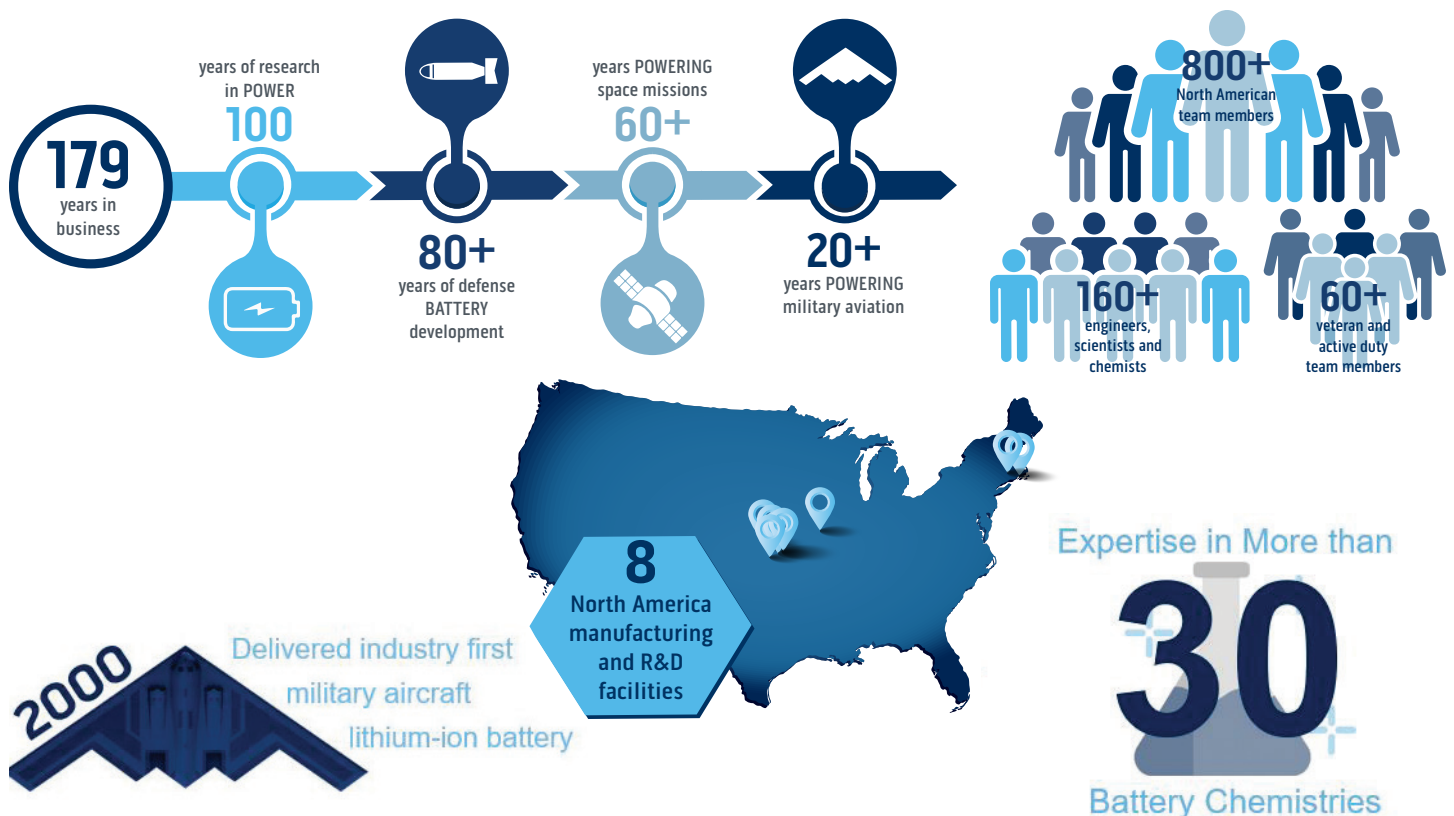 179
years in
business
years of research
in POWER
100
80+
years of defense
BATTERY
development
years POWERING
space missions
60+
20+
years POWERING
military aviation
800+
North American
team members
160+
engineers,
scientists and
chemists
60+
veteran and
active duty
team members
8
North America
manufacturing
and R&D
facilities
2000
Delivered industry first
military aircraft
lithium-ion battery
Expertise in More than
30
Battery Chemistries